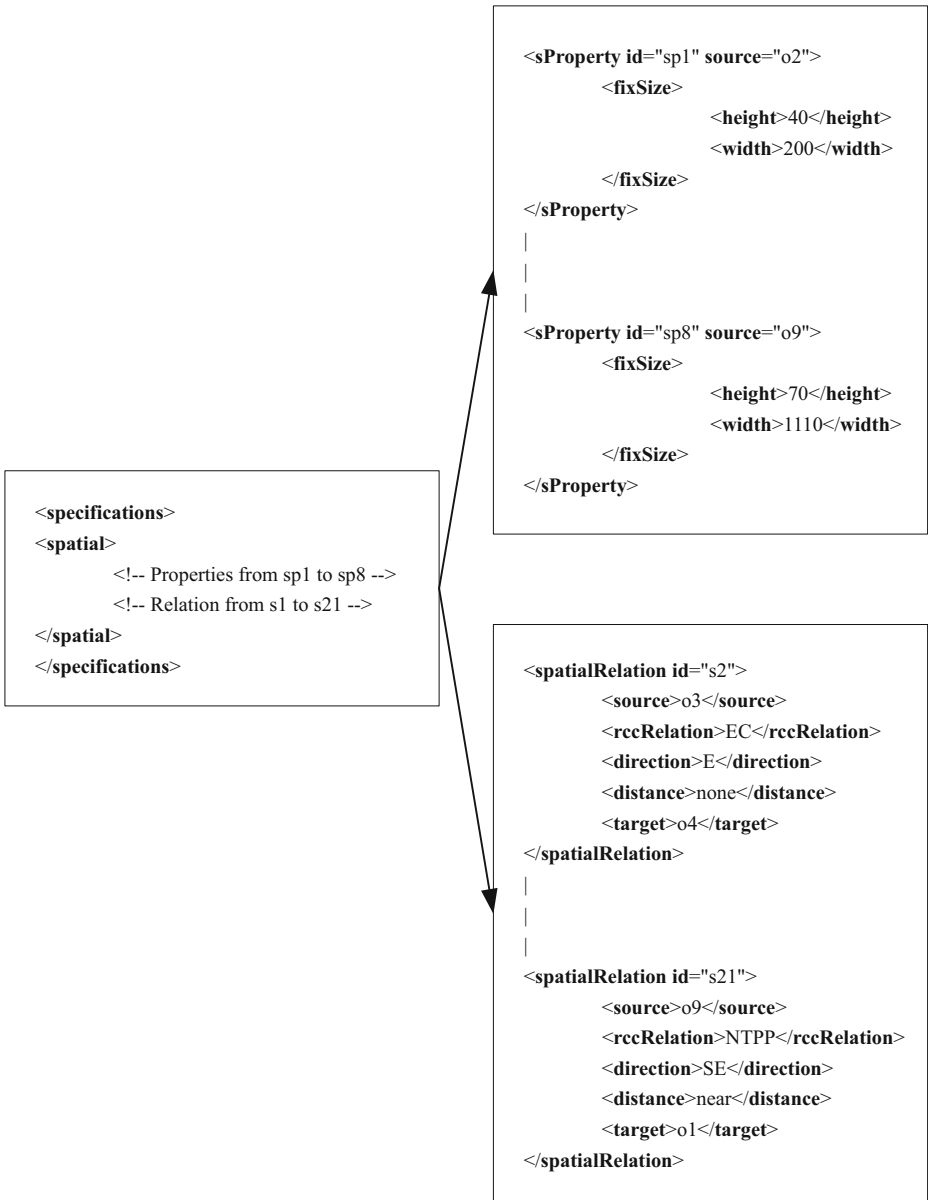 <specifications>
<spatial>
<!-- Properties from sp1 to sp8 -->
<!-- Relation from s1 to s21 -->
</spatial>
</specifications>
<sProperty id="sp1" source="o2">
<fixSize>
<height>40</height>
<width>200</width>
</fixSize>
</sProperty>
|
|
|
<sProperty id="sp8" source="o9">
<fixSize>
<height>70</height>
<width>1110</width>
</fixSize>
</sProperty>
<spatialRelation id="s2">
<source>o3</source>
<rccRelation>EC</rccRelation>
<direction>E</direction>
<distance>none</distance>
<target>o4</target>
</spatialRelation>
|
|
|
<spatialRelation id="s21">
<source>o9</source>
<rccRelation>NTPP</rccRelation>
<direction>SE</direction>
<distance>near</distance>
<target>o1</target>
</spatialRelation>